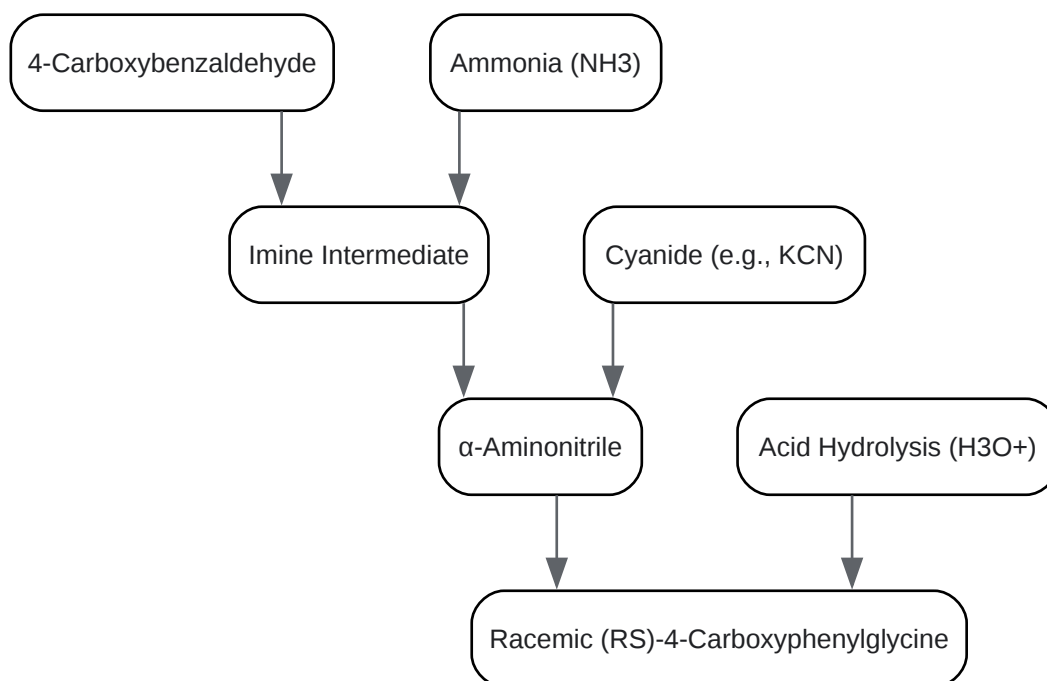 4-Carboxybenzaldehyde
Ammonia (NH3)
Imine Intermediate
Cyanide (e.g., KCN)
α-Aminonitrile
Acid Hydrolysis (H3O+)
Racemic (RS)-4-Carboxyphenylglycine